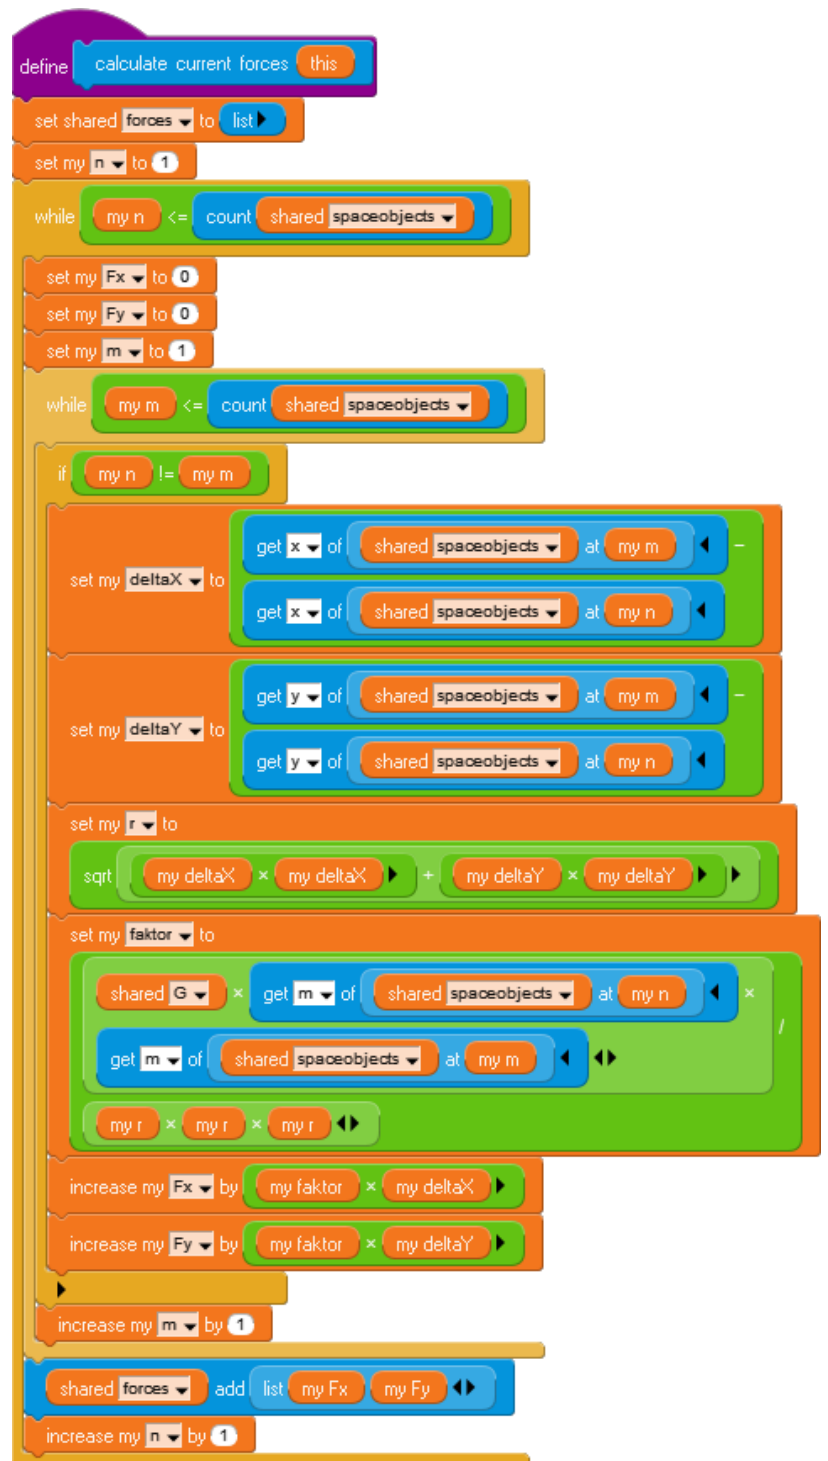 define calculate current forces this
set shared forces to list
set my n to 1
while my n <= count shared spaceobjects
set my Fx to 0
set my Fy to 0
set my m to 1
while my m <= count shared spaceobjects
if my n != my m
get x of shared spaceobjects at my m −
set my deltaX to
get x of shared spaceobjects at my n
get y of shared spaceobjects at my m −
set my deltaY to
get y of shared spaceobjects at my n
set my r to
sqrt my deltaX × my deltaX + my deltaY × my deltaY
set my faktor to
shared G × get m of shared spaceobjects at my n ×
/
get m of shared spaceobjects at my m
my r × my r × my r
increase my Fx by my faktor × my deltaX
increase my Fy by my faktor × my deltaY
increase my m by 1
shared forces add list my Fx my Fy
increase my n by 1